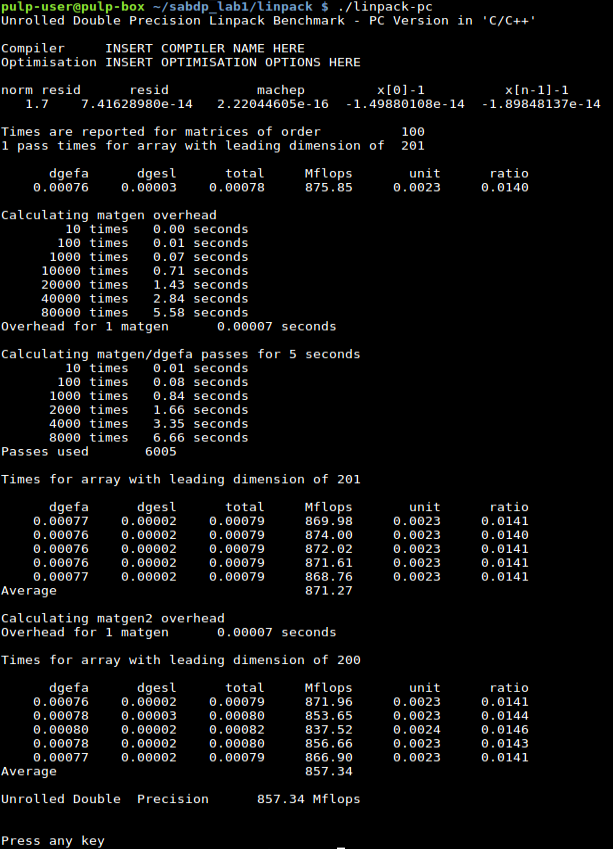 pulp-user@pulp-box ~/sabdp_lab1/linpack $ ./linpack-pc
Unrolled Double Precision Linpack Benchmark - PC Version in 'C/C++'
Compiler     INSERT COMPILER NAME HERE
Optimisation INSERT OPTIMISATION OPTIONS HERE
norm resid      resid           machep         x[0]-1          x[n-1]-1
   1.7   7.41628980e-14   2.22044605e-16  -1.49880108e-14  -1.89848137e-14
Times are reported for matrices of order          100
1 pass times for array with leading dimension of  201
      dgefa      dgesl      total     Mflops       unit      ratio
    0.00076    0.00003    0.00078     875.85     0.0023     0.0140
Calculating matgen overhead
        10 times   0.00 seconds
       100 times   0.01 seconds
      1000 times   0.07 seconds
     10000 times   0.71 seconds
     20000 times   1.43 seconds
     40000 times   2.84 seconds
     80000 times   5.58 seconds
Overhead for 1 matgen      0.00007 seconds
Calculating matgen/dgefa passes for 5 seconds
        10 times   0.01 seconds
       100 times   0.08 seconds
      1000 times   0.84 seconds
      2000 times   1.66 seconds
      4000 times   3.35 seconds
      8000 times   6.66 seconds
Passes used       6005
Times for array with leading dimension of 201
      dgefa      dgesl      total     Mflops       unit      ratio
    0.00077    0.00002    0.00079     869.98     0.0023     0.0141
    0.00076    0.00002    0.00079     874.00     0.0023     0.0140
    0.00076    0.00002    0.00079     872.02     0.0023     0.0141
    0.00076    0.00002    0.00079     871.61     0.0023     0.0141
    0.00077    0.00002    0.00079     868.76     0.0023     0.0141
Average                               871.27
Calculating matgen2 overhead
Overhead for 1 matgen      0.00007 seconds
Times for array with leading dimension of 200
      dgefa      dgesl      total     Mflops       unit      ratio
    0.00076    0.00002    0.00079     871.96     0.0023     0.0141
    0.00078    0.00003    0.00080     853.65     0.0023     0.0144
    0.00080    0.00002    0.00082     837.52     0.0024     0.0146
    0.00078    0.00002    0.00080     856.66     0.0023     0.0143
    0.00077    0.00002    0.00079     866.90     0.0023     0.0141
Average                               857.34
Unrolled Double  Precision      857.34 Mflops
Press any key